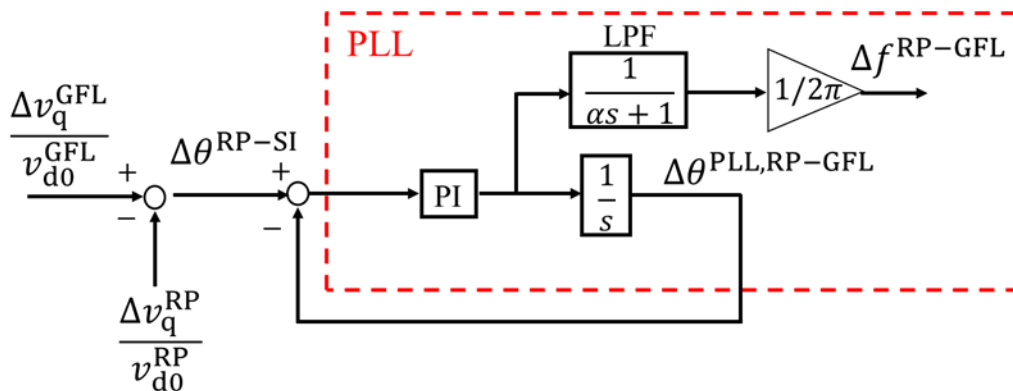 PLL
LPF
1
αs + 1
1/2π
Δf^RP−GFL
Δv_q^GFL
v_d0^GFL
+
−
Δθ^RP−SI
+
−
PI
1
s
Δθ^PLL,RP−GFL
Δv_q^RP
v_d0^RP